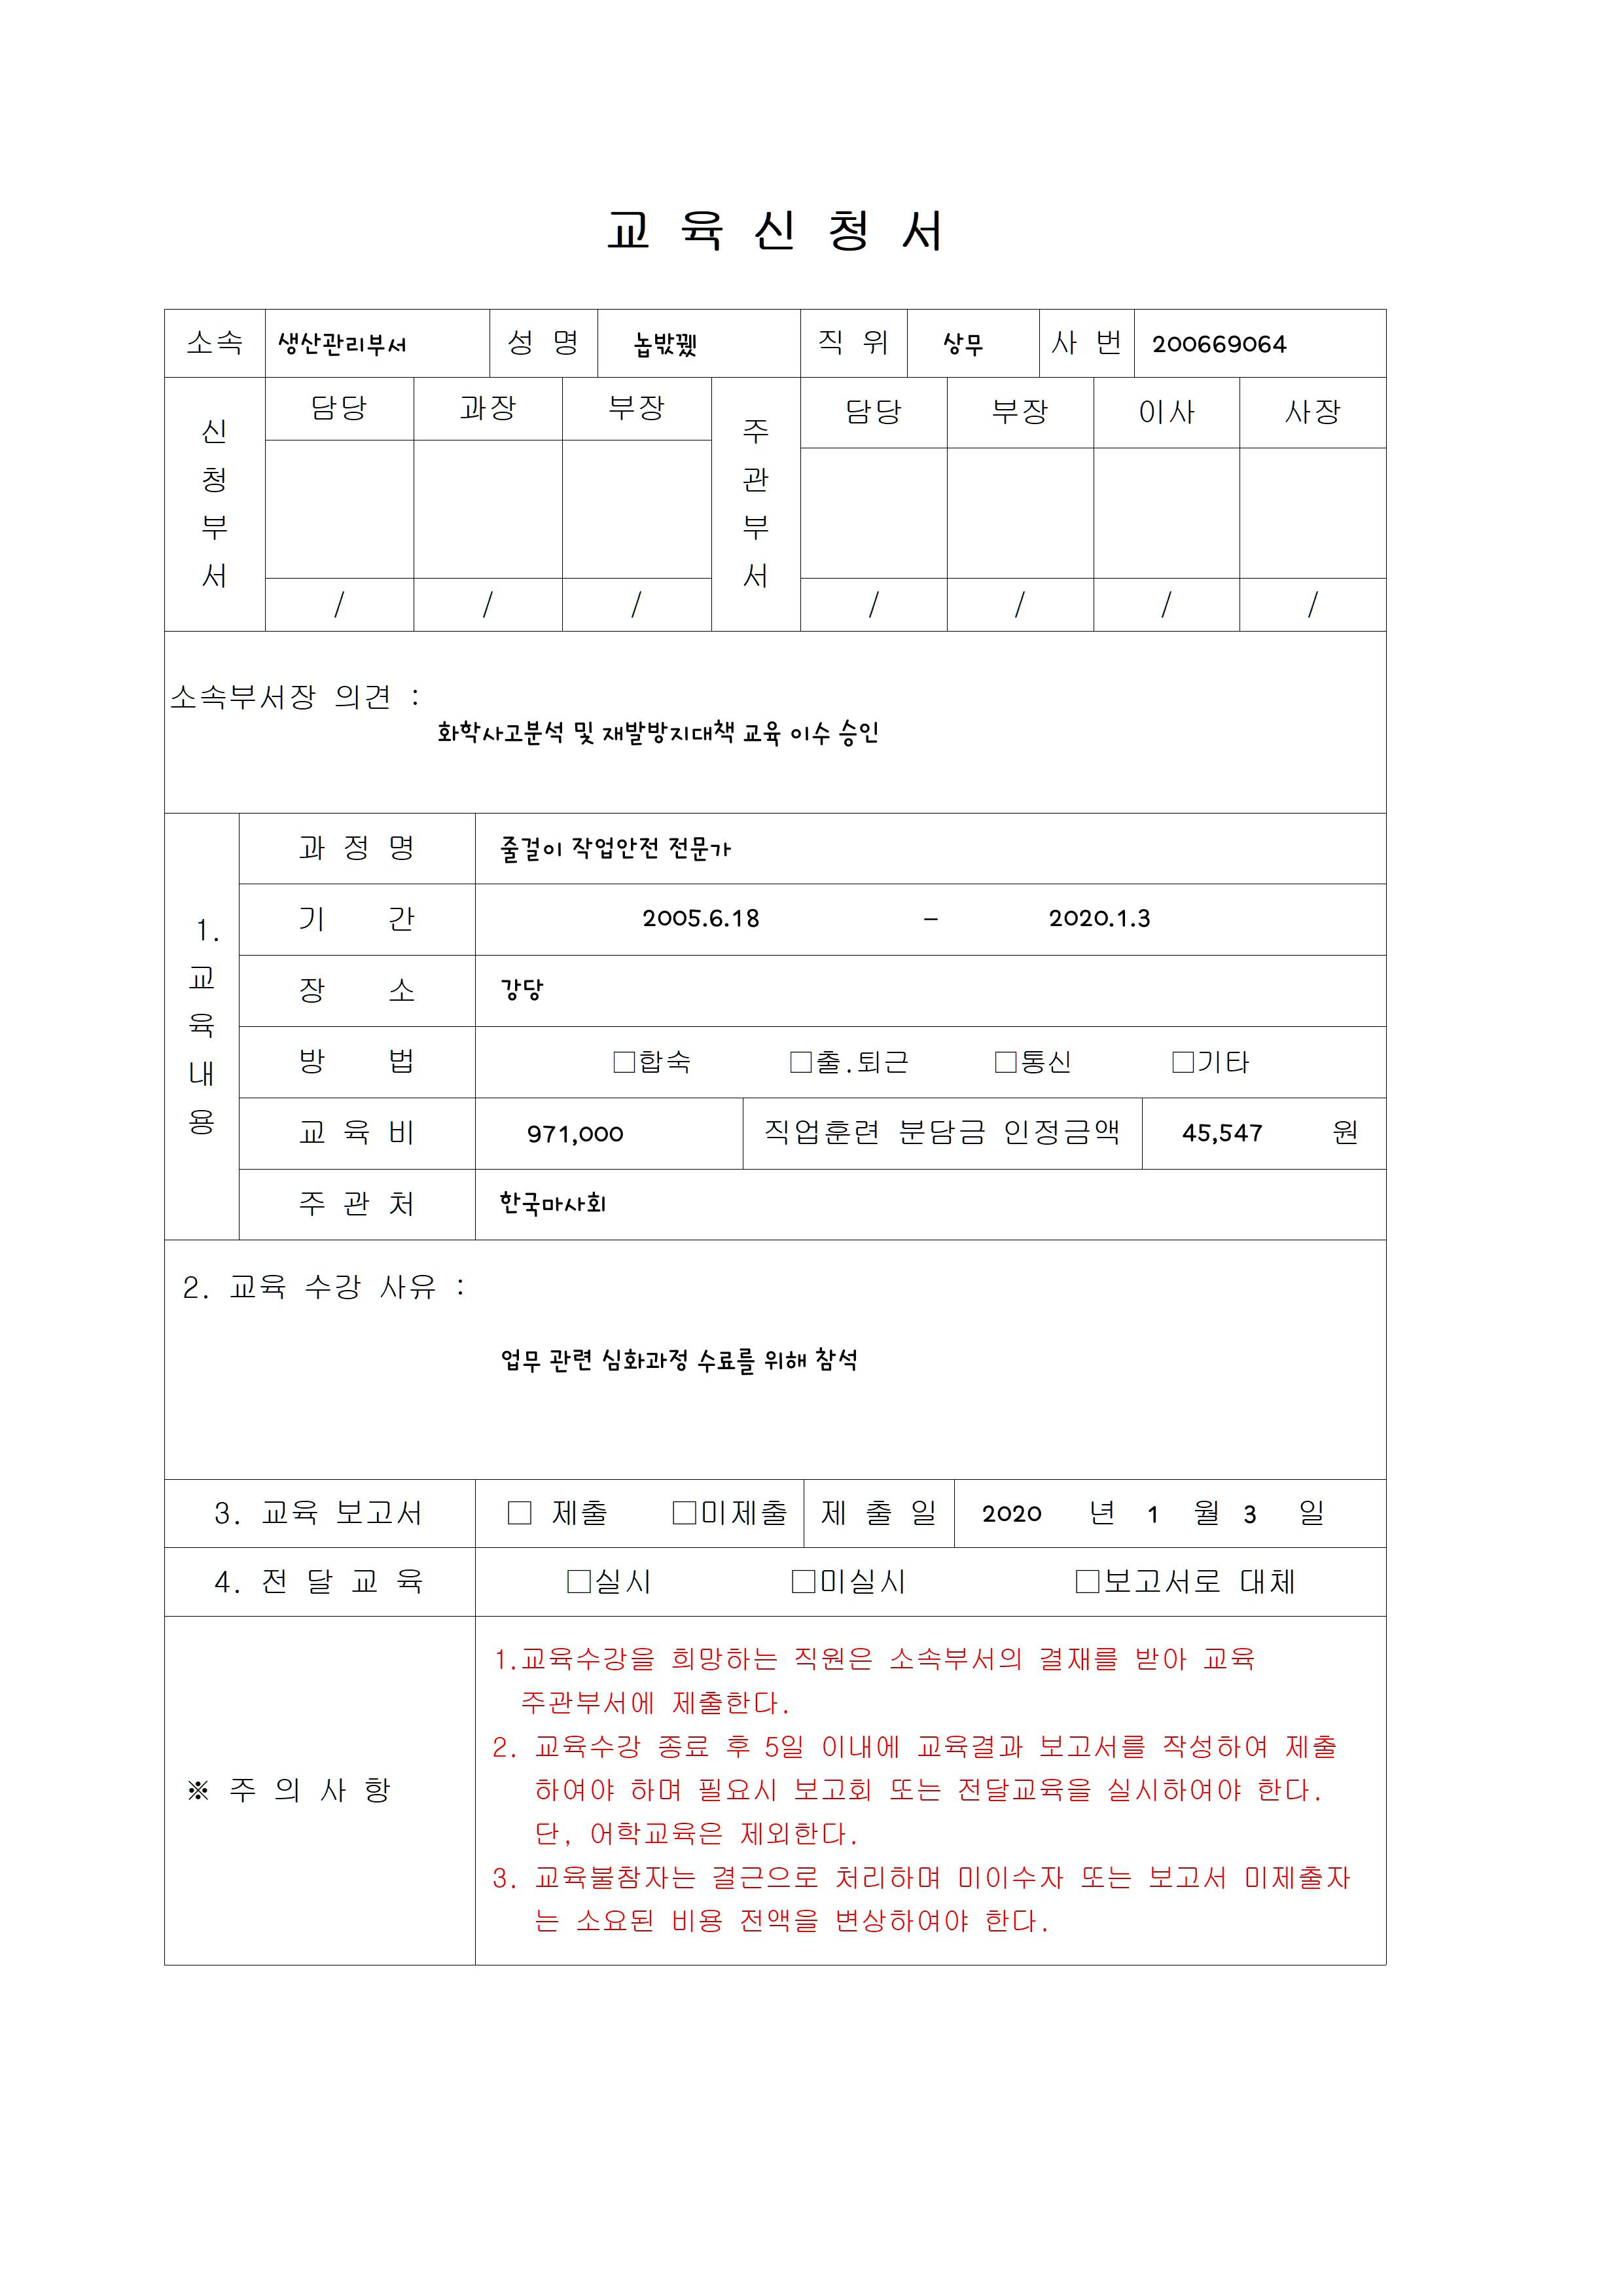 교 육 신 청 서
소속 생산관리부서 성 명 직 위 상무 사 번 200669064
신청부서 담당 과장 부장 주관부서 담당 부장 이사 사장
/ / / / / / /
소속부서장 의견 :
화학사고분석 및 재발방지대책 교육 이수 승인
1. 교육내용
과 정 명 줄걸이 작업안전 전문가
기 간 2005.6.18 - 2020.1.3
장 소 강당
방 법 □합숙 □출.퇴근 □통신 □기타
교 육 비 971,000 직업훈련 분담금 인정금액 45,547 원
주 관 처 한국마사회
2. 교육 수강 사유 :
업무 관련 심화과정 수료를 위해 참석
3. 교육 보고서 □ 제출 □미제출 제 출 일 2020 년 1 월 3 일
4. 전 달 교 육 □실시 □미실시 □보고서로 대체
※ 주 의 사 항
1.교육수강을 희망하는 직원은 소속부서의 결재를 받아 교육
주관부서에 제출한다.
2. 교육수강 종료 후 5일 이내에 교육결과 보고서를 작성하여 제출
하여야 하며 필요시 보고회 또는 전달교육을 실시하여야 한다.
단, 어학교육은 제외한다.
3. 교육불참자는 결근으로 처리하며 미이수자 또는 보고서 미제출자
는 소요된 비용 전액을 변상하여야 한다.